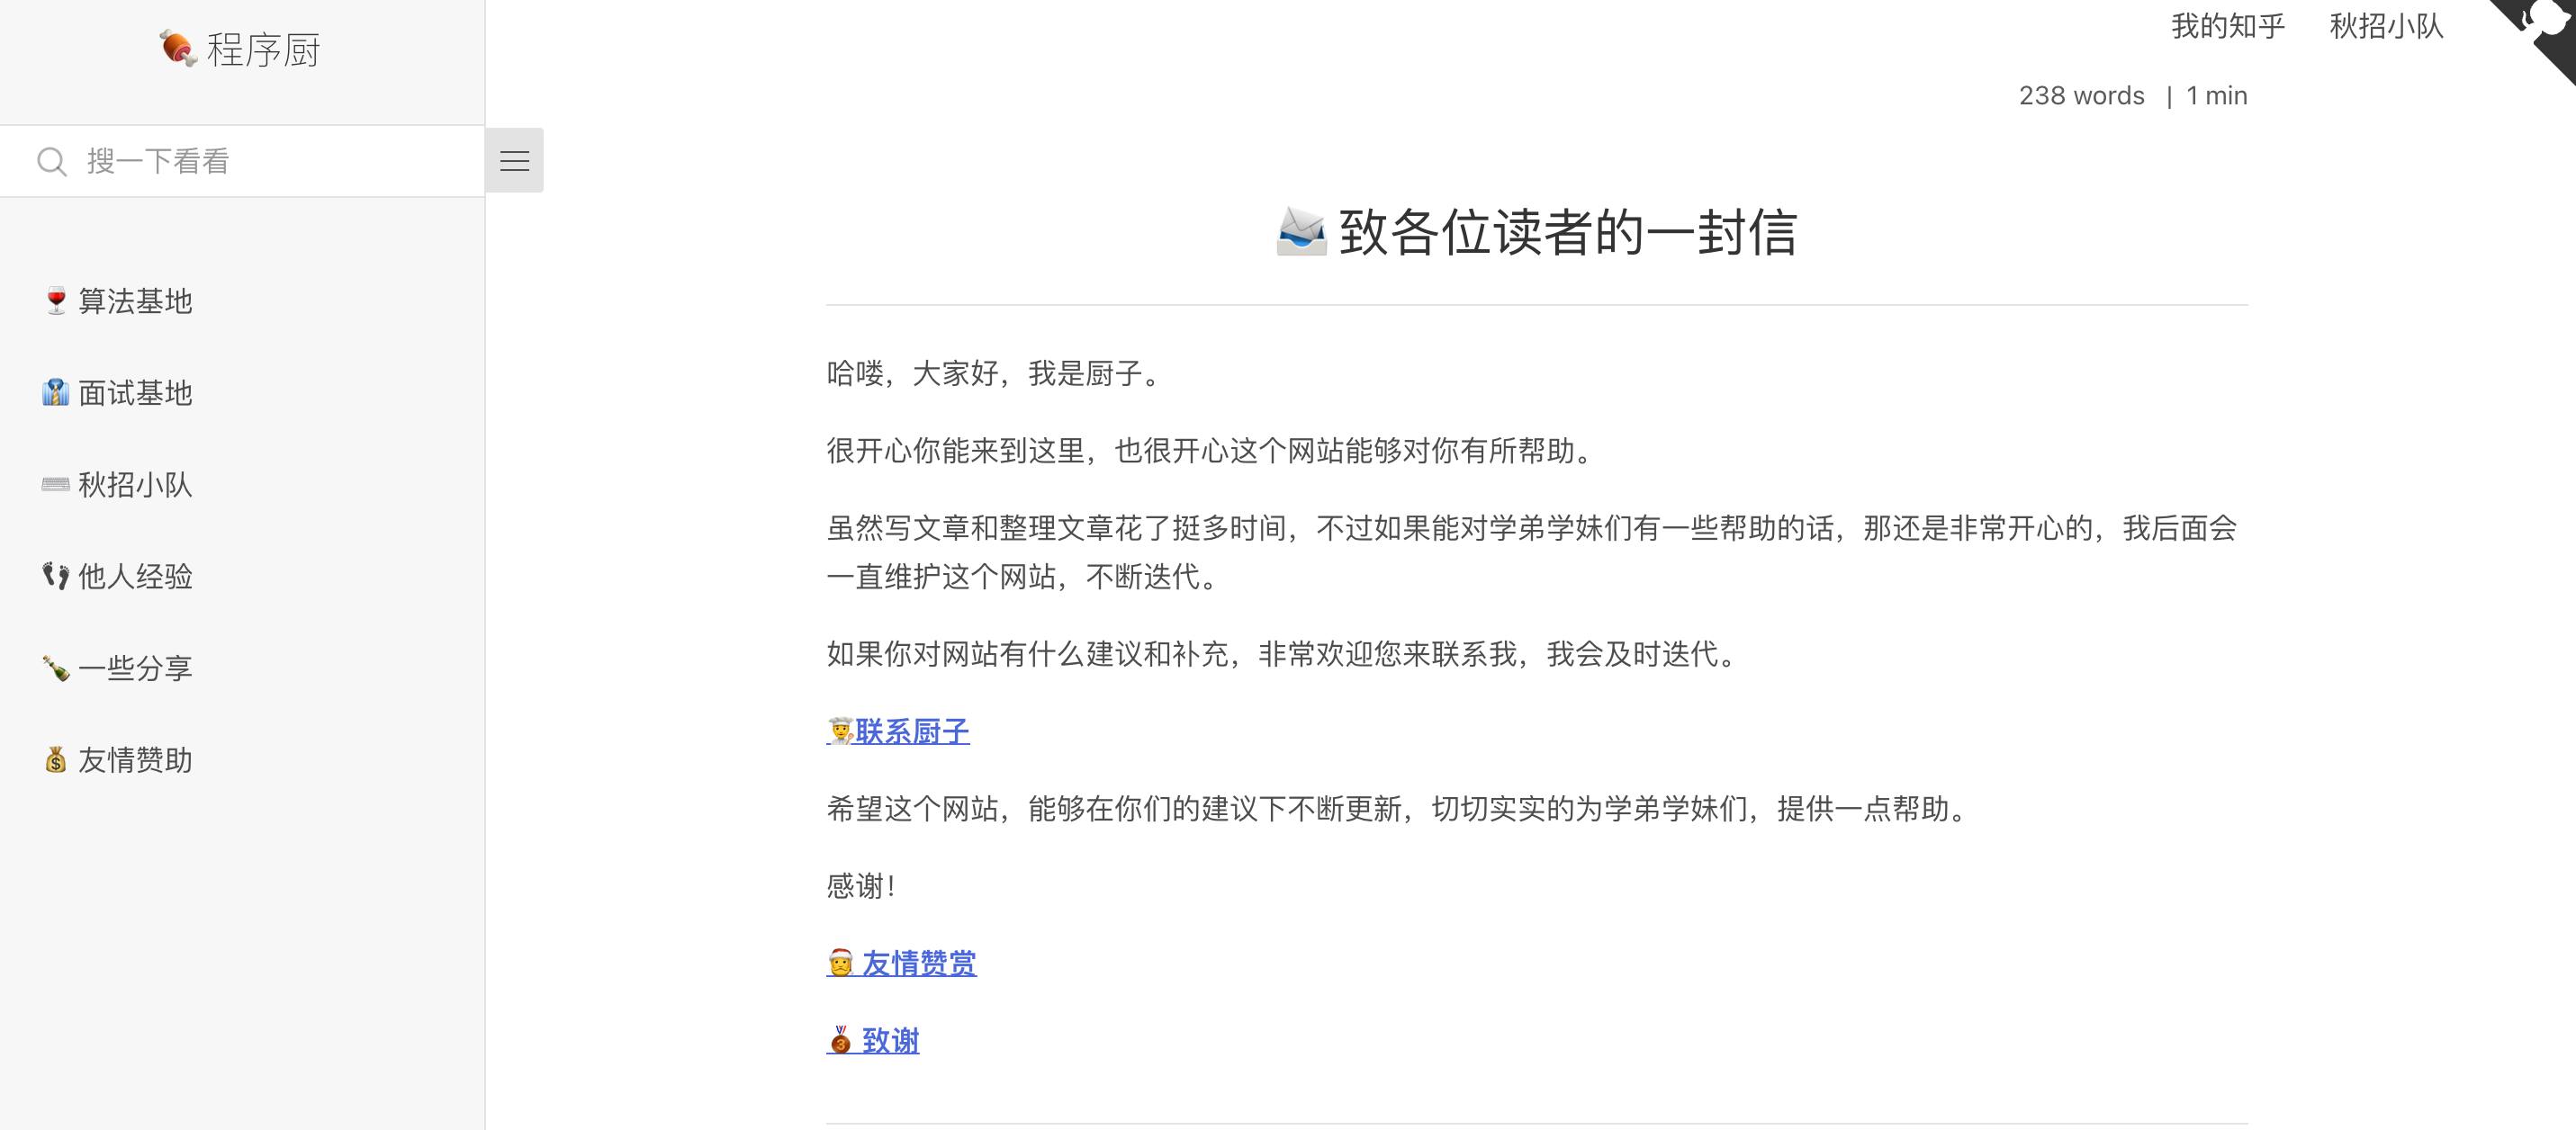 🍖 程序厨
搜一下看看
🍷 算法基地
👔 面试基地
⌨️ 秋招小队
👣 他人经验
🍾 一些分享
💰 友情赞助
我的知乎 秋招小队
238 words | 1 min
📨 致各位读者的一封信
哈喽，大家好，我是厨子。
很开心你能来到这里，也很开心这个网站能够对你有所帮助。
虽然写文章和整理文章花了挺多时间，不过如果能对学弟学妹们有一些帮助的话，那还是非常开心的，我后面会
一直维护这个网站，不断迭代。
如果你对网站有什么建议和补充，非常欢迎您来联系我，我会及时迭代。
👨‍🍳联系厨子
希望这个网站，能够在你们的建议下不断更新，切切实实的为学弟学妹们，提供一点帮助。
感谢！
🎅 友情赞赏
🥉 致谢